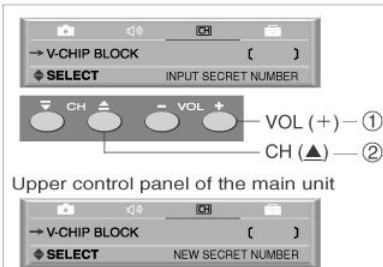 CH
→ V-CHIP BLOCK ( )
SELECT INPUT SECRET NUMBER
CH − VOL +
VOL (+) — ①
CH (▲) — ②
Upper control panel of the main unit
CH
→ V-CHIP BLOCK ( )
SELECT NEW SECRET NUMBER